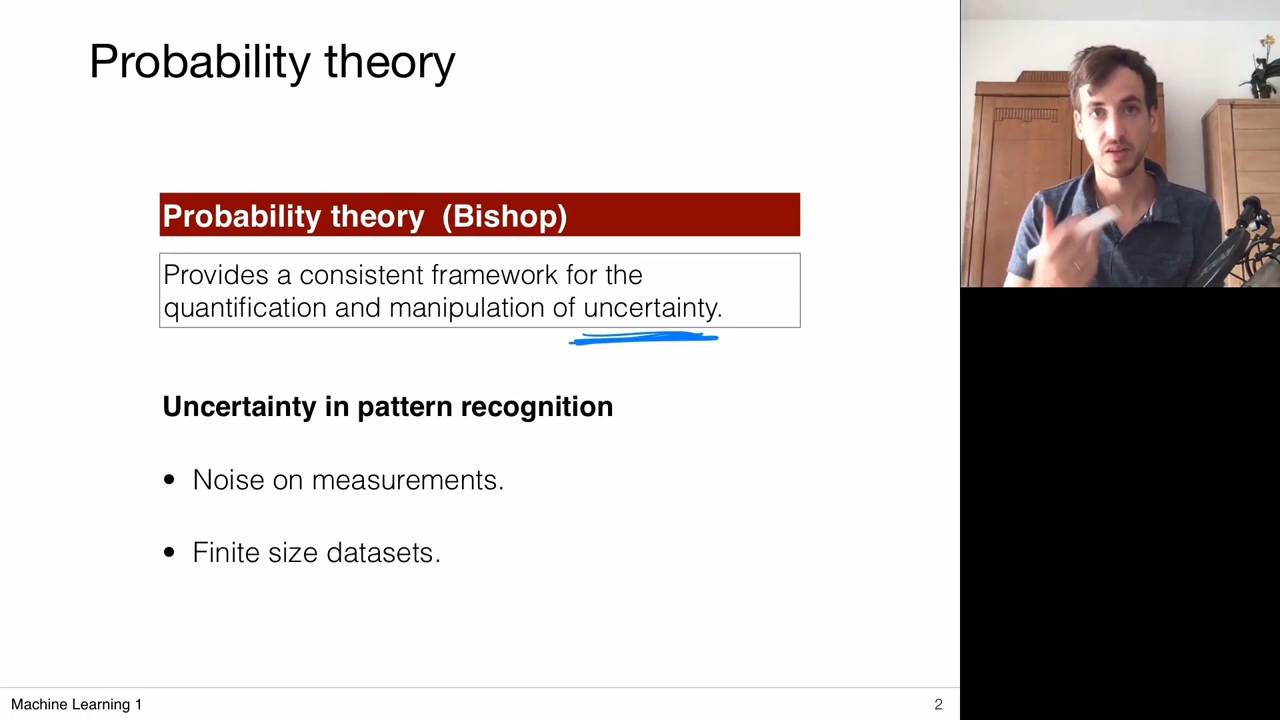 Probability theory
Probability theory (Bishop)
Provides a consistent framework for the
quantification and manipulation of uncertainty.
Uncertainty in pattern recognition
• Noise on measurements.
• Finite size datasets.
Machine Learning 1
2